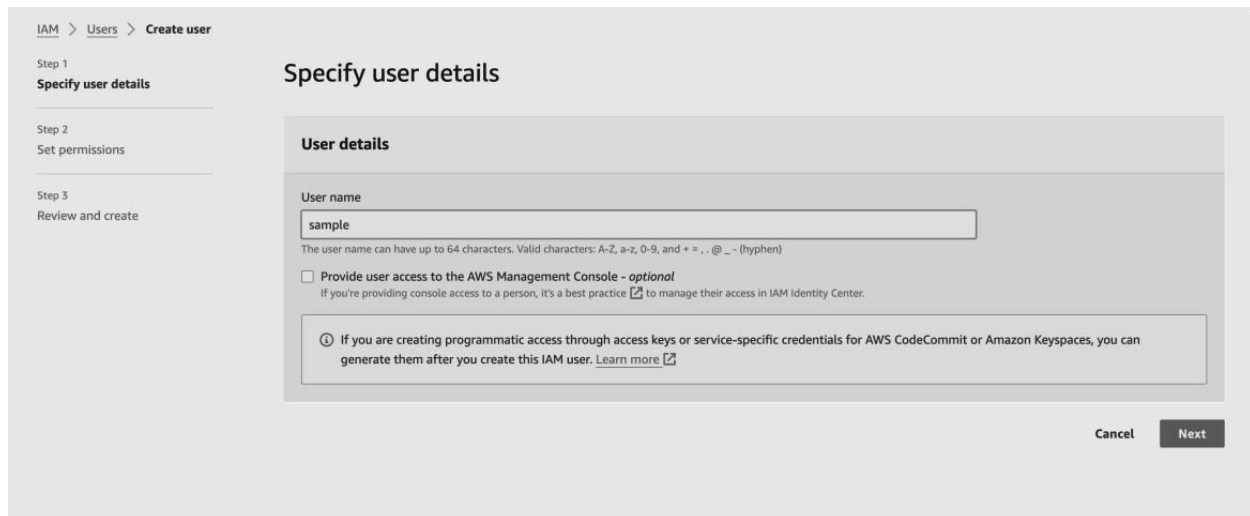 IAM > Users > Create user
Step 1
Specify user details
Step 2
Set permissions
Step 3
Review and create
Specify user details
User details
User name
sample
The user name can have up to 64 characters. Valid characters: A-Z, a-z, 0-9, and + = , . @ _ - (hyphen)
Provide user access to the AWS Management Console - optional
If you're providing console access to a person, it's a best practice to manage their access in IAM Identity Center.
If you are creating programmatic access through access keys or service-specific credentials for AWS CodeCommit or Amazon Keyspaces, you can
generate them after you create this IAM user. Learn more
Cancel
Next